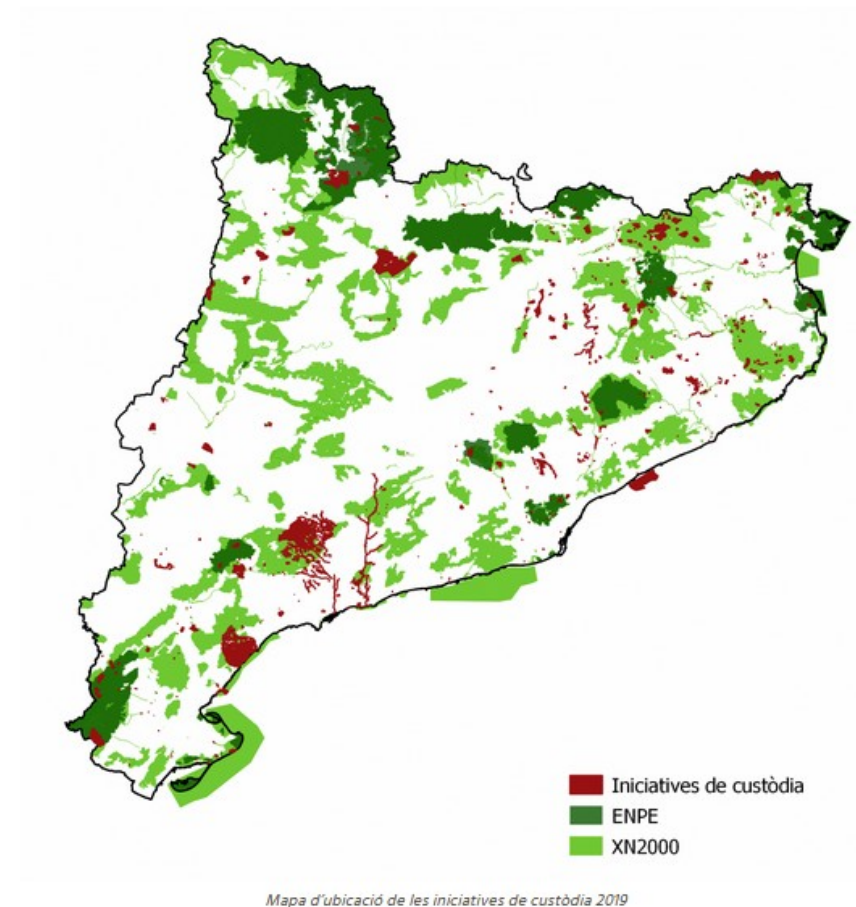 Iniciatives de custòdia
ENPE
XN2000
Mapa d'ubicació de les iniciatives de custòdia 2019